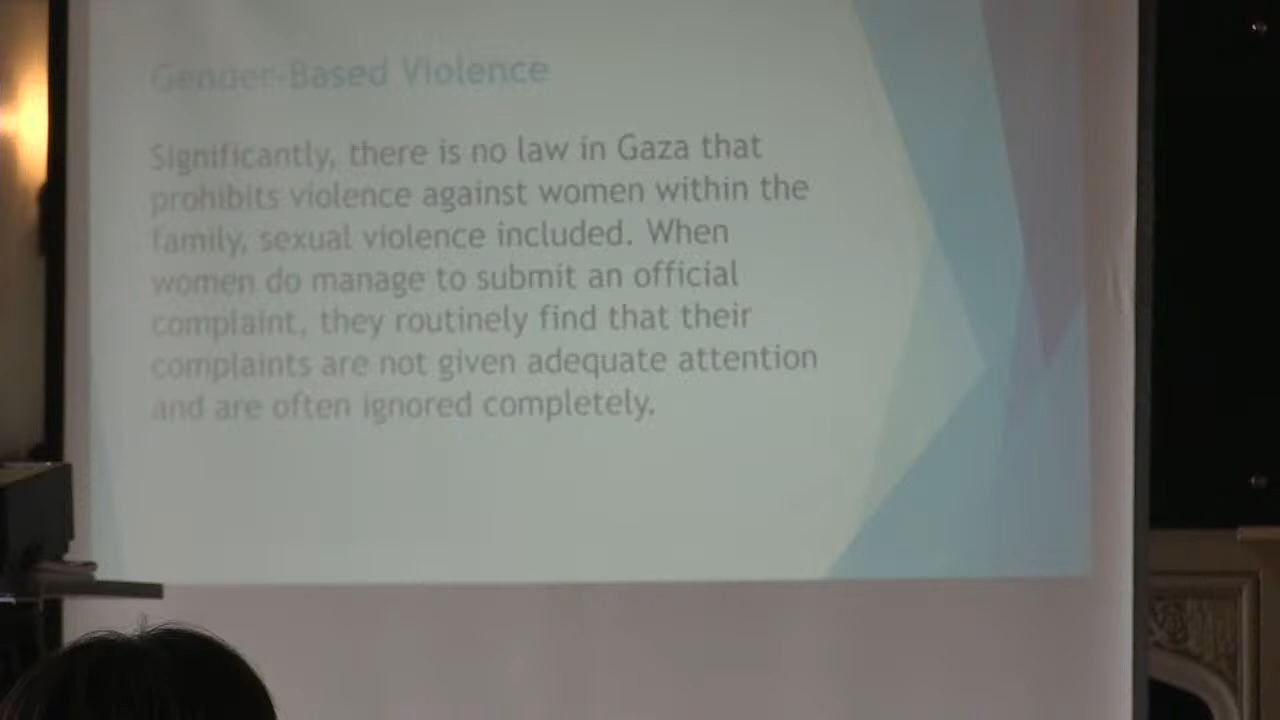 Gender-Based Violence
Significantly, there is no law in Gaza that
prohibits violence against women within the
family, sexual violence included. When
women do manage to submit an official
complaint, they routinely find that their
complaints are not given adequate attention
and are often ignored completely.